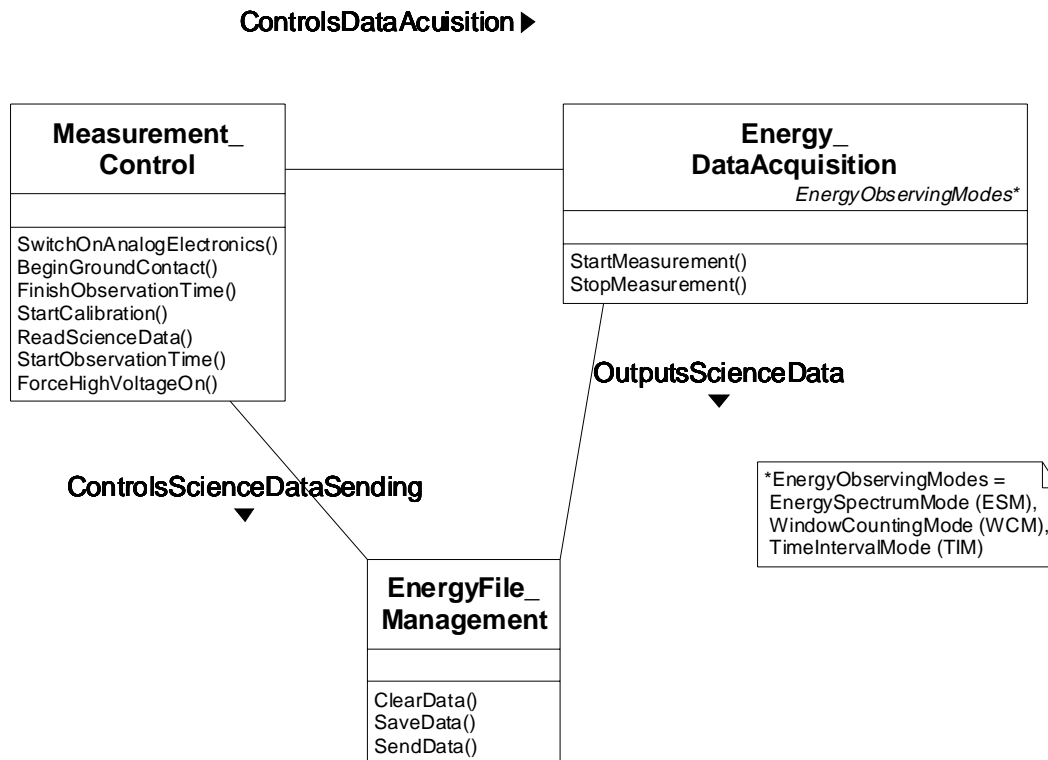 ControlsDataAcuisition
Measurement_
Control
SwitchOnAnalogElectronics()
BeginGroundContact()
FinishObservationTime()
StartCalibration()
ReadScienceData()
StartObservationTime()
ForceHighVoltageOn()
Energy_
DataAcquisition
EnergyObservingModes*
StartMeasurement()
StopMeasurement()
OutputsScienceData
ControlsScienceDataSending
*EnergyObservingModes =
EnergySpectrumMode (ESM),
WindowCountingMode (WCM),
TimeIntervalMode (TIM)
EnergyFile_
Management
ClearData()
SaveData()
SendData()